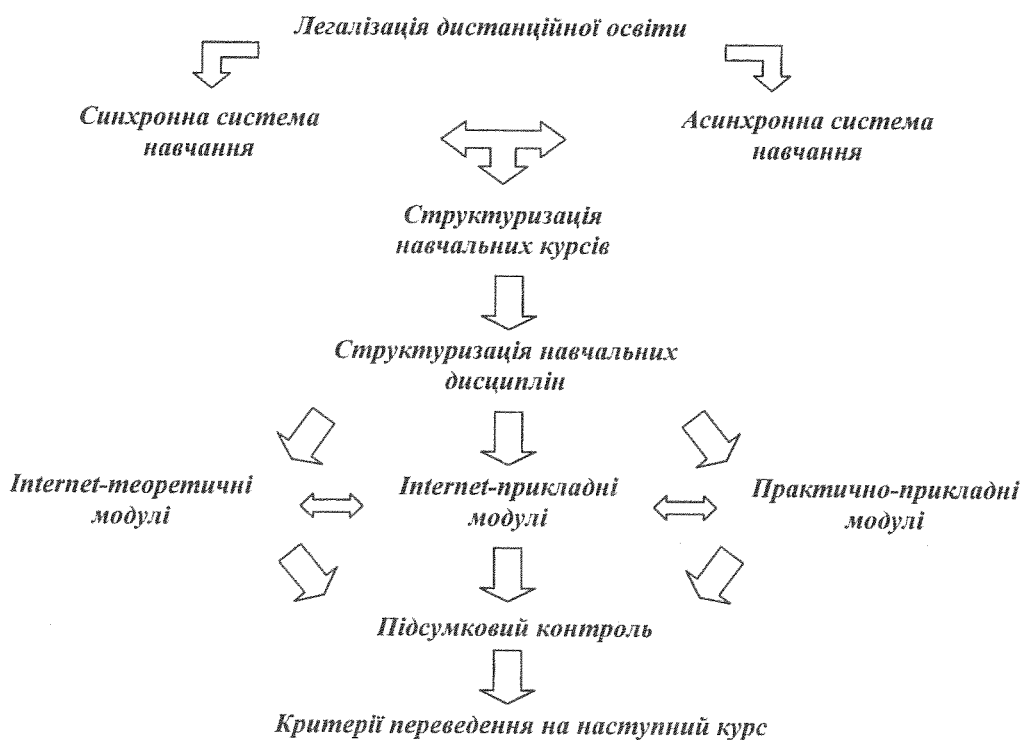 Легалізація дистанційної освіти
Синхронна система
навчання
Асинхронна система
навчання
Структуризація
навчальних курсів
Структуризація навчальних
дисциплін
Internet-теоретичні
модулі
Internet-прикладні
модулі
Практично-прикладні
модулі
Підсумковий контроль
Критерії переведення на наступний курс